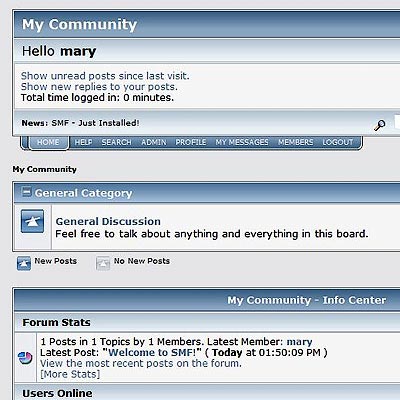 My Community
Hello mary
Show unread posts since last visit.
Show new replies to your posts.
Total time logged in: 0 minutes.
News: SMF - Just Installed!
HOME HELP SEARCH ADMIN PROFILE MY MESSAGES MEMBERS LOGOUT
My Community
General Category
General Discussion
Feel free to talk about anything and everything in this board.
New Posts No New Posts
My Community - Info Center
Forum Stats
1 Posts in 1 Topics by 1 Members. Latest Member: mary
Latest Post: "Welcome to SMF!" ( Today at 01:50:09 PM )
View the most recent posts on the forum.
[More Stats]
Users Online